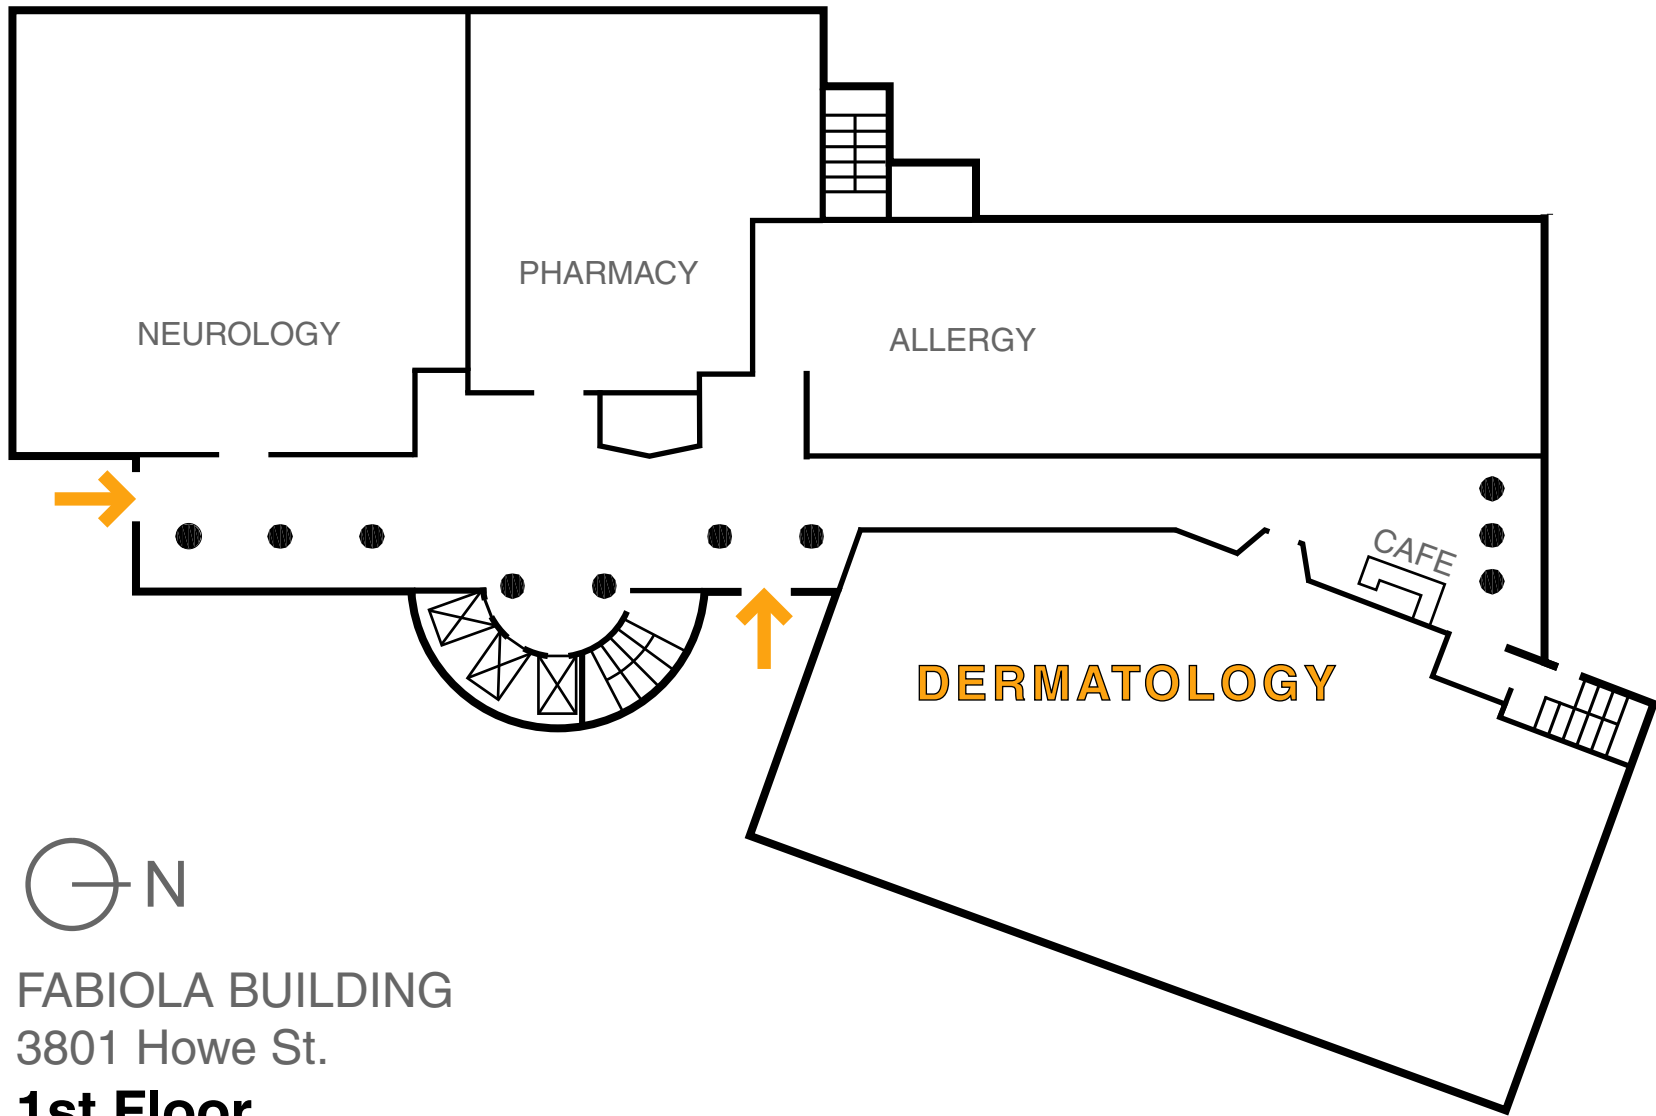 PHARMACY
NEUROLOGY
ALLERGY
CAFE
DERMATOLOGY
N
FABIOLA BUILDING
3801 Howe St.
1st Floor